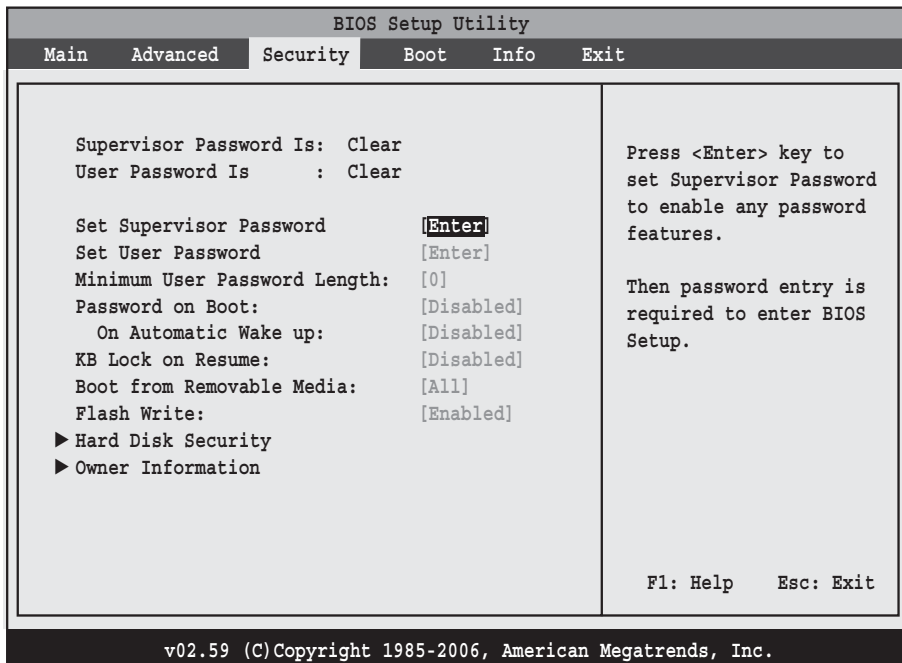 BIOS Setup Utility
Main Advanced Security Boot Info Exit
Supervisor Password Is: Clear
User Password Is : Clear
Set Supervisor Password [Enter]
Set User Password [Enter]
Minimum User Password Length: [0]
Password on Boot: [Disabled]
On Automatic Wake up: [Disabled]
KB Lock on Resume: [Disabled]
Boot from Removable Media: [All]
Flash Write: [Enabled]
▶ Hard Disk Security
▶ Owner Information
Press <Enter> key to
set Supervisor Password
to enable any password
features.
Then password entry is
required to enter BIOS
Setup.
F1: Help Esc: Exit
v02.59 (C)Copyright 1985-2006, American Megatrends, Inc.